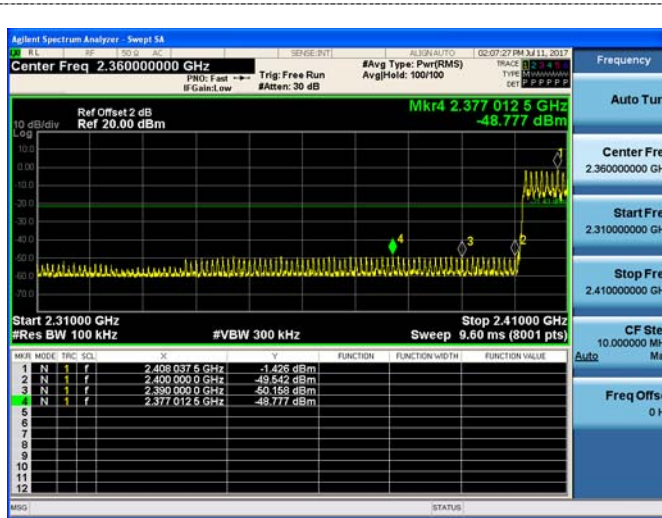 Agilent Spectrum Analyzer - Swept SA
RL RF 50 Ω AC SENSE:INT ALIGN AUTO 02:07:27 PM Jul 11, 2017
Center Freq 2.360000000 GHz
PNO: Fast
IFGain:Low
Trig: Free Run
#Atten: 30 dB
#Avg Type: Pwr(RMS)
Avg|Hold: 100/100
TRACE 1 2 3 4 5 6
TYPE M
DET P P P P P P
Frequency
Auto Tun
Center Fre
2.360000000 GH
Start Fre
2.310000000 GH
Stop Fre
2.410000000 GH
CF Ste
10.000000 MH
Auto Ma
Freq Offse
0 H
Mkr4 2.377 012 5 GHz
-48.777 dBm
Ref Offset 2 dB
10 dB/div Ref 20.00 dBm
Log
10.0
0.00
-10.0
-20.0
-30.0
-40.0
-50.0
-60.0
-70.0
1
4
3
2
Start 2.31000 GHz Stop 2.41000 GHz
#Res BW 100 kHz #VBW 300 kHz Sweep 9.60 ms (8001 pts)
MKR MODE TRC SCL X Y FUNCTION FUNCTION WIDTH FUNCTION VALUE
1 N 1 f 2.408 037 5 GHz -1.426 dBm
2 N 1 f 2.400 000 0 GHz -49.542 dBm
3 N 1 f 2.390 000 0 GHz -50.158 dBm
4 N 1 f 2.377 012 5 GHz -48.777 dBm
5
6
7
8
9
10
11
12
MSG STATUS